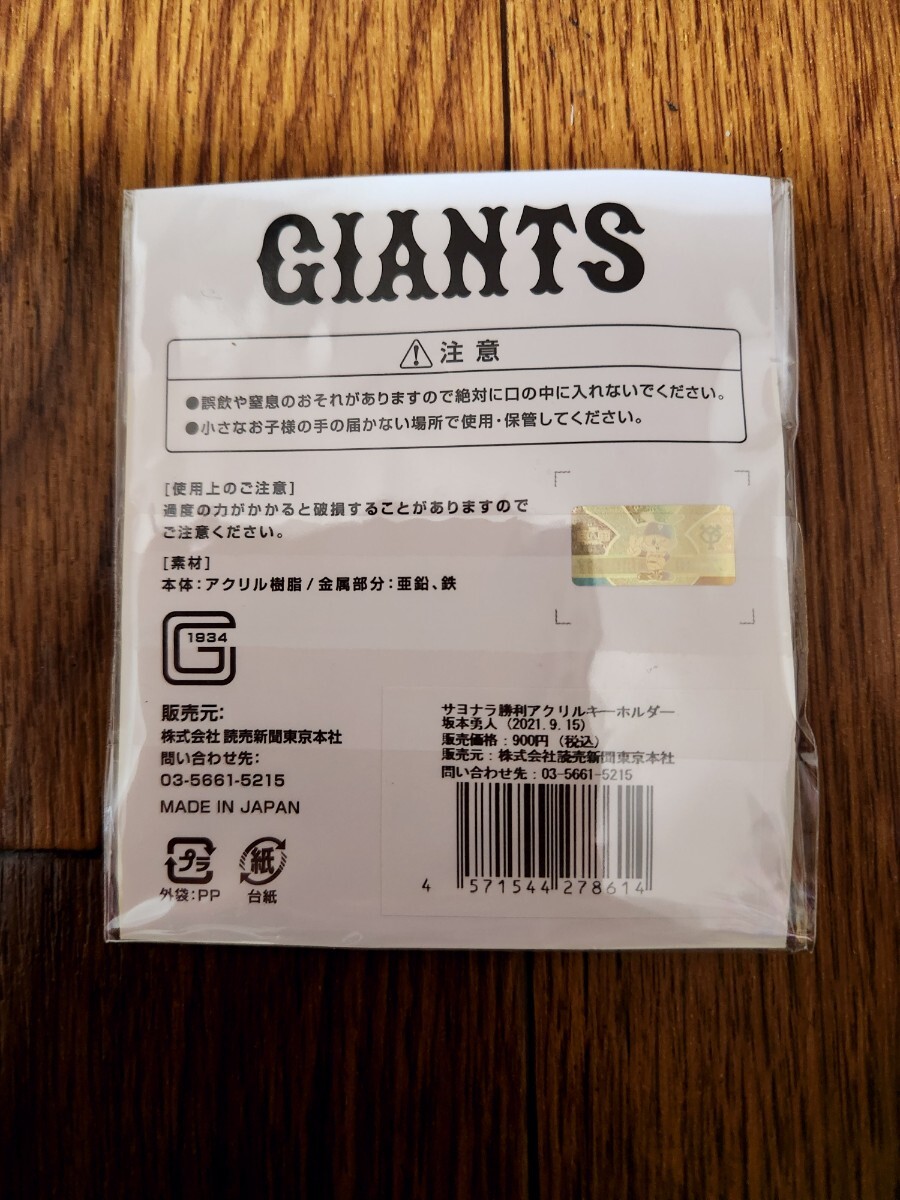 GIANTS
注意
●誤飲や窒息のおそれがありますので絶対に口の中に入れないでください。
●小さなお子様の手の届かない場所で使用・保管してください。
[使用上のご注意]
過度の力がかかると破損することがありますので
ご注意ください。
[素材]
本体:アクリル樹脂/金属部分:亜鉛、鉄
1934
G
販売元:
株式会社 読売新聞東京本社
問い合わせ先:
03-5661-5215
MADE IN JAPAN
プラ
外袋:PP
紙
台紙
サヨナラ勝利アクリルキーホルダー
坂本勇人 (2021.9.15)
販売価格:900円 (税込)
販売元:株式会社読売新聞東京本社
問い合わせ先:03-5661-5215
4 571544 278614